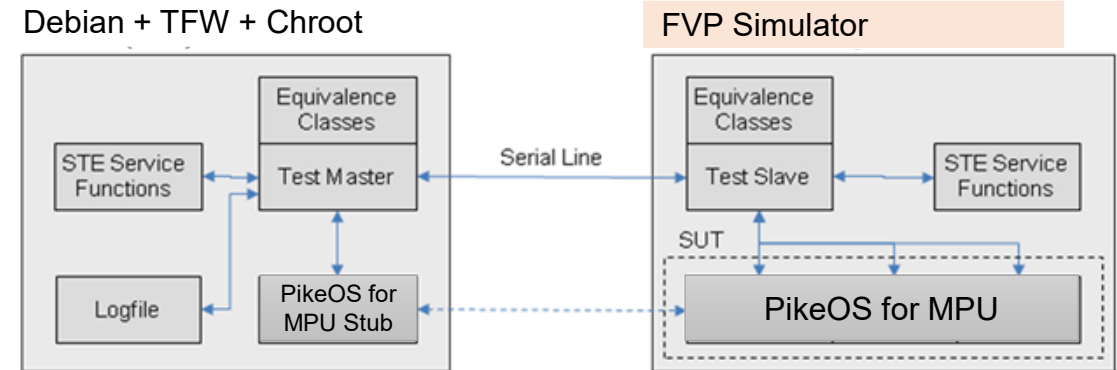 Debian + TFW + Chroot
FVP Simulator
Equivalence
Classes
STE Service
Functions
Test Master
Logfile
PikeOS for
MPU Stub
Serial Line
Equivalence
Classes
Test Slave
STE Service
Functions
SUT
PikeOS for MPU